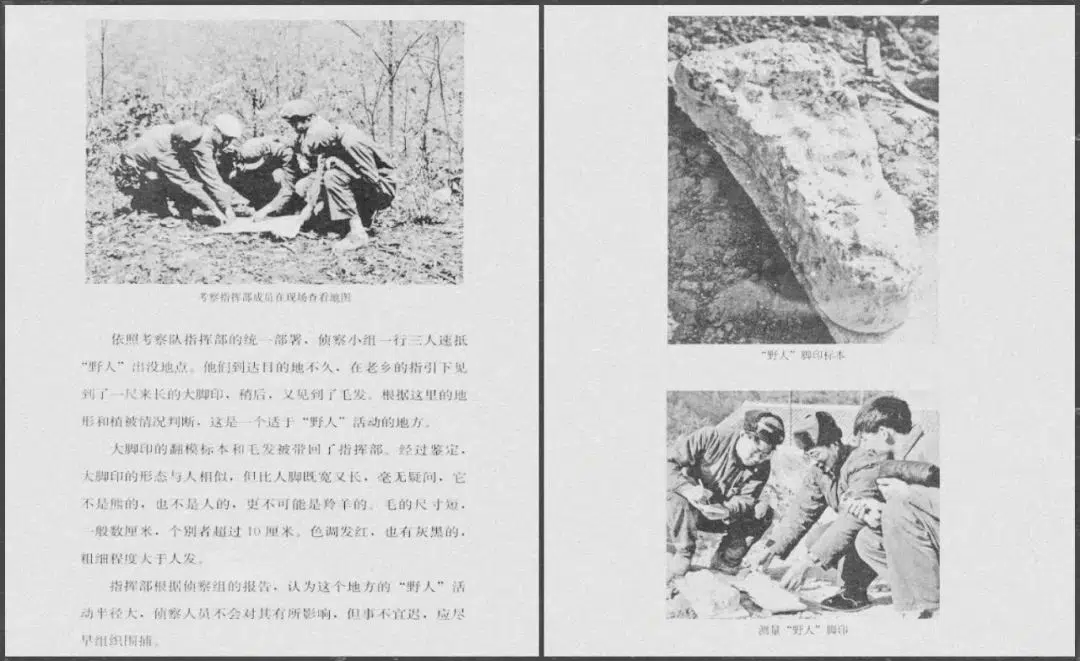 考察指挥部成员在现场查看地图
依照考察队指挥部的统一部署，侦察小组一行三人速抵
“野人”出没地点。他们到达目的地不久，在老乡的指引下见
到了一尺来长的大脚印，稍后，又见到了毛发。根据这里的地
形和植被情况判断，这是一个适于“野人”活动的地方。
大脚印的翻模标本和毛发被带回了指挥部。经过鉴定，
大脚印的形态与人相似，但比人脚既宽又长，毫无疑问，它
不是熊的，也不是人的，更不可能是羚羊的。毛的尺寸短，
一般数厘米，个别者超过10厘米。色调发红，也有灰黑的，
粗细程度大于人发。
指挥部根据侦察组的报告，认为这个地方的“野人”活
动半径大，侦察人员不会对其有所影响，但事不宜迟，应尽
早组织围捕。
“野人”脚印标本
测量“野人”脚印